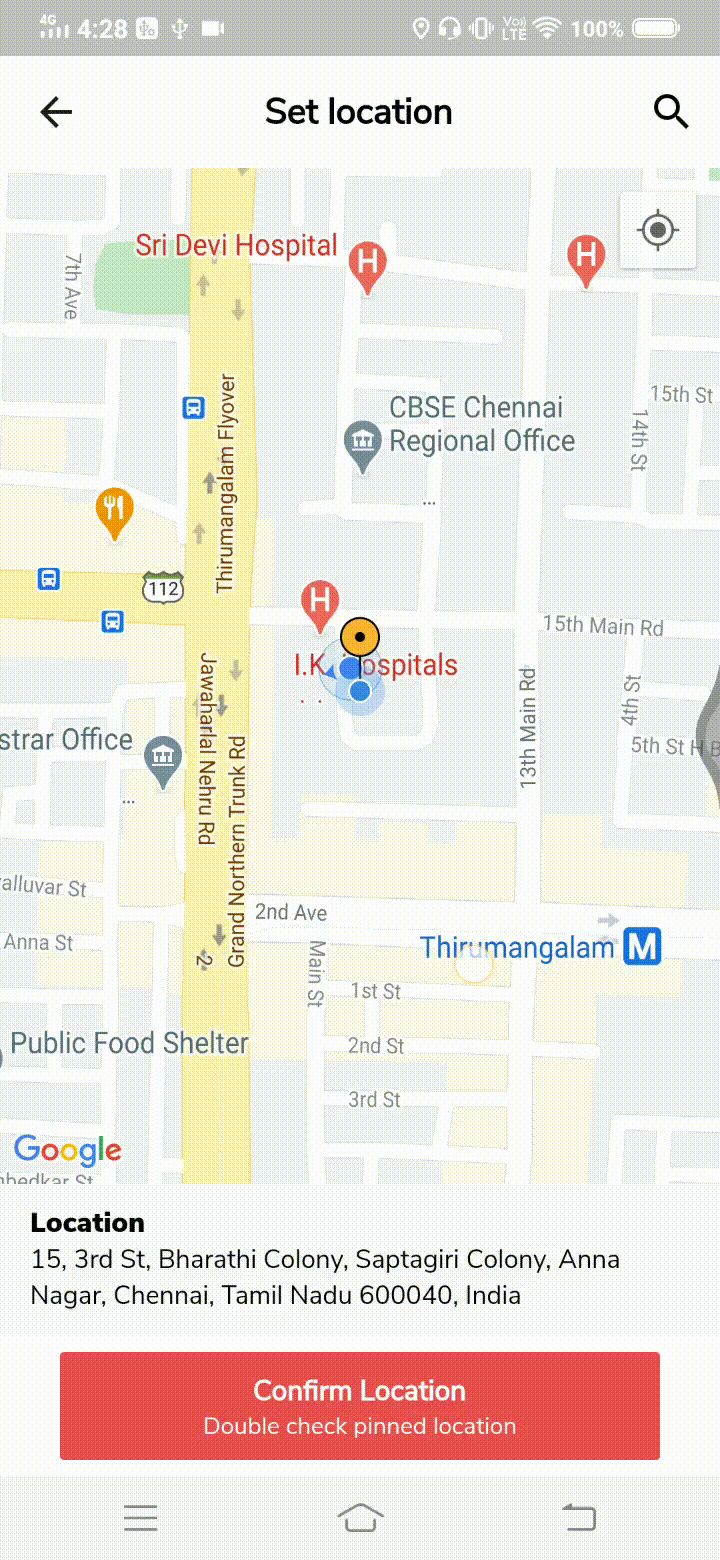 4G 4:28 Vo) LTE 100%
Set location
Sri Devi Hospital
H
H
7th Ave
15th St
CBSE Chennai
Regional Office
14th St
Thirumangalam Flyover
112
H
15th Main Rd
I.K. Hospitals
Jawaharlal Nehru Rd
13th Main Rd
4th St
strar Office
Grand Northern Trunk Rd
5th St H B
alluvar St
2nd Ave
Anna St
Thirumangalam M
Main St
1st St
Public Food Shelter
2nd St
3rd St
Google
bedkar St
Location
15, 3rd St, Bharathi Colony, Saptagiri Colony, Anna
Nagar, Chennai, Tamil Nadu 600040, India
Confirm Location
Double check pinned location